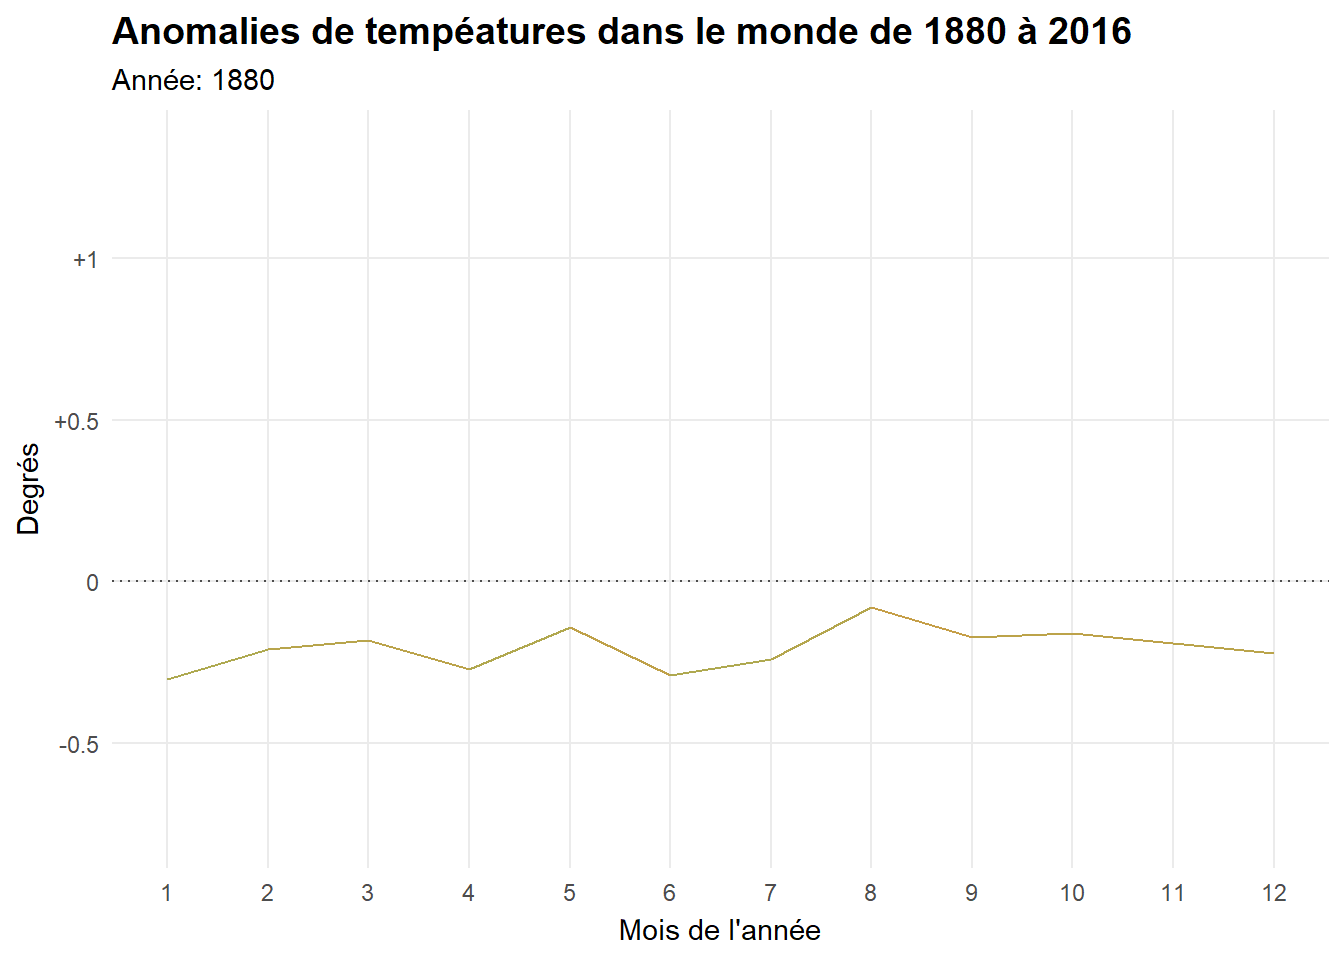 Anomalies de tempéatures dans le monde de 1880 à 2016
Année: 1880
+1
+0.5
0
-0.5
Degrés
1 2 3 4 5 6 7 8 9 10 11 12
Mois de l'année